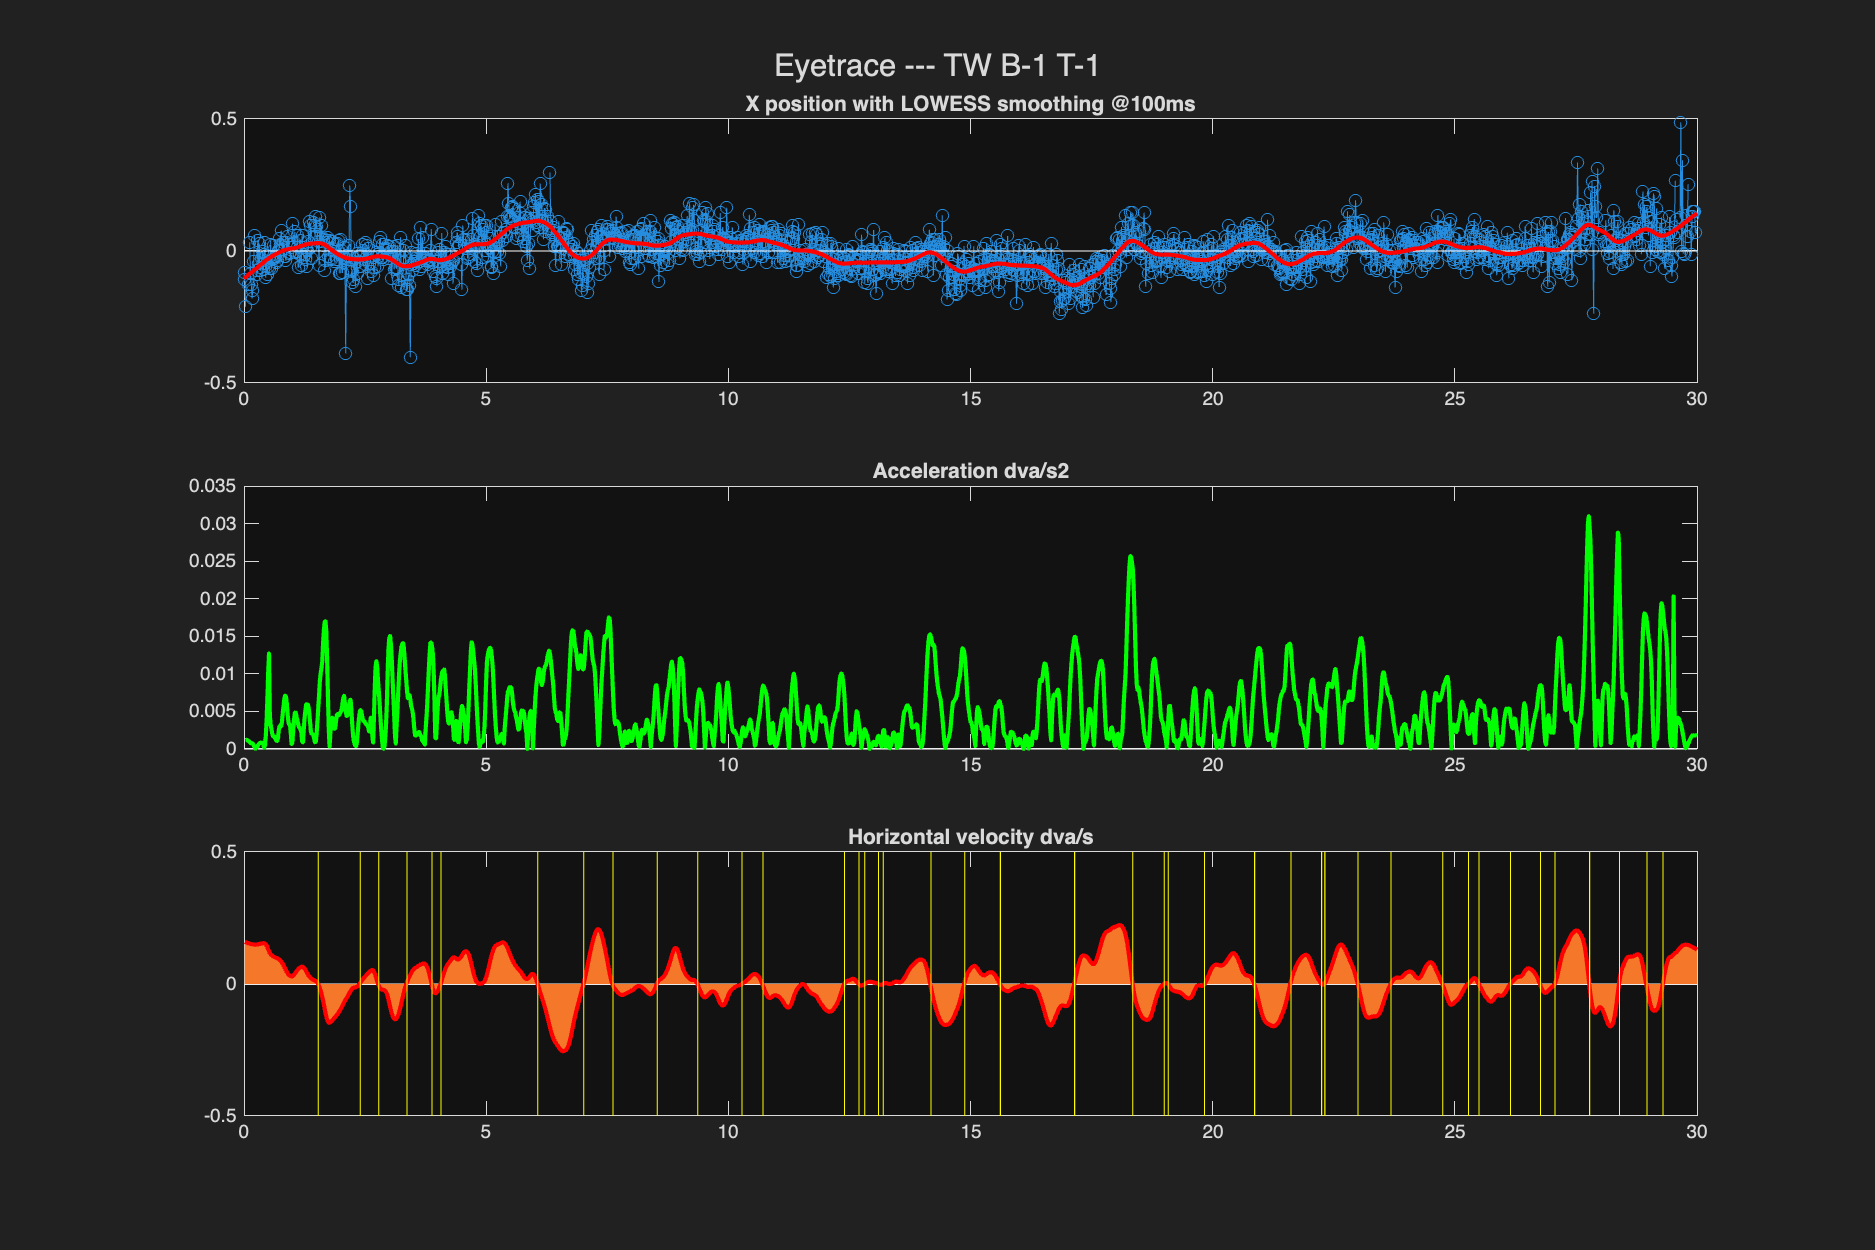 Eyetrace --- TW B-1 T-1
X position with LOWESS smoothing @100ms
0.5
0
-0.5
0 5 10 15 20 25 30
Acceleration dva/s2
0.035
0.03
0.025
0.02
0.015
0.01
0.005
0
0 5 10 15 20 25 30
Horizontal velocity dva/s
0.5
0
-0.5
0 5 10 15 20 25 30